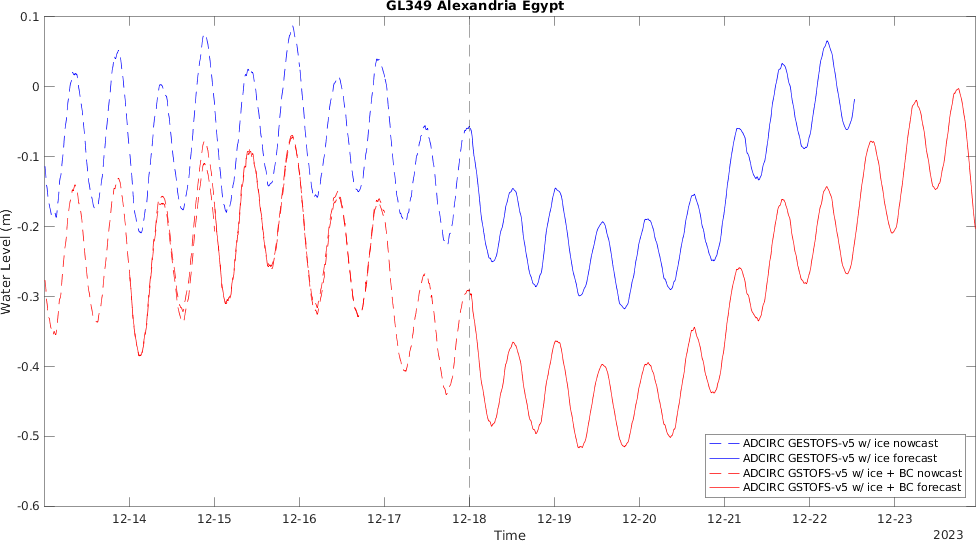 GL349 Alexandria Egypt
0.1
0
-0.1
-0.2
-0.3
-0.4
-0.5
-0.6
Water Level (m)
12-14
12-15
12-16
12-17
12-18
12-19
12-20
12-21
12-22
12-23
Time
2023
ADCIRC GESTOFS-v5 w/ ice nowcast
ADCIRC GESTOFS-v5 w/ ice forecast
ADCIRC GSTOFS-v5 w/ ice + BC nowcast
ADCIRC GSTOFS-v5 w/ ice + BC forecast